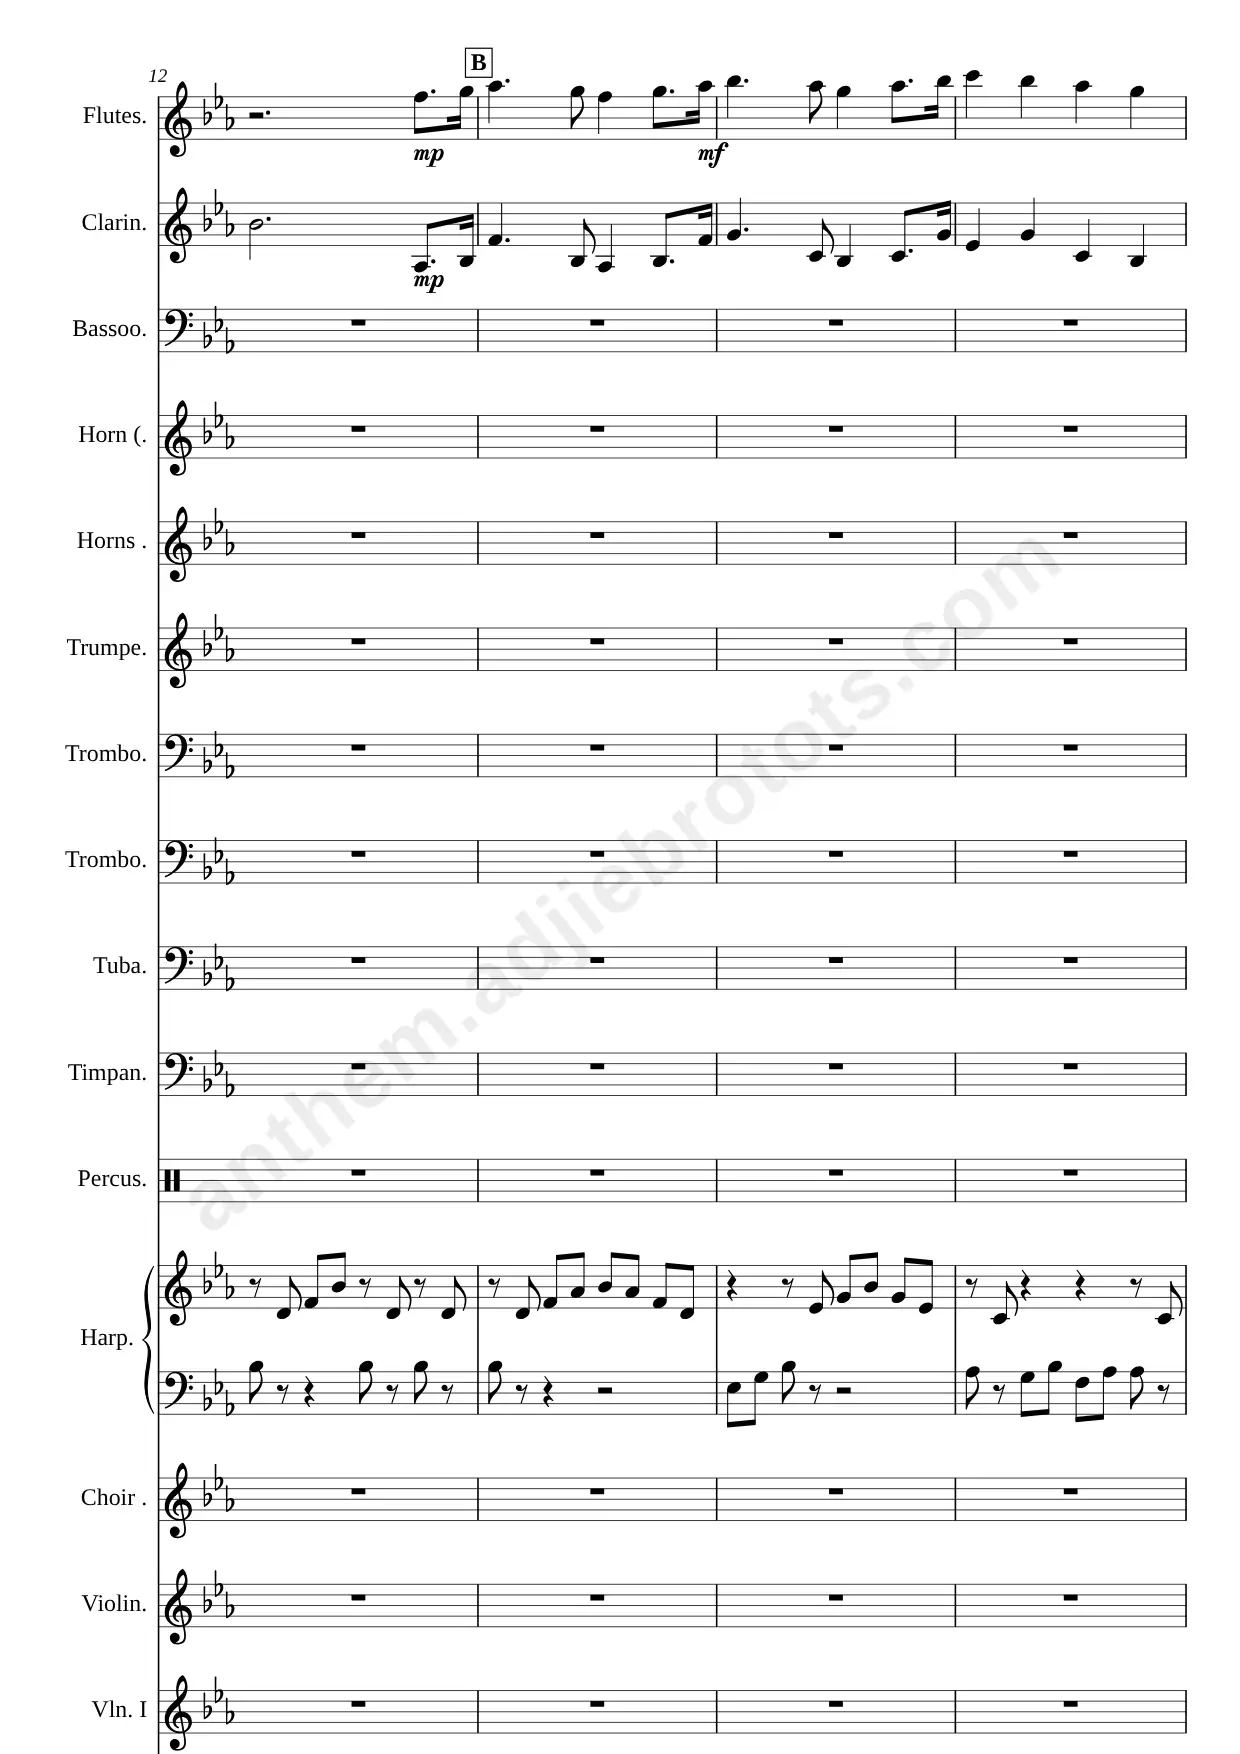 B
12
Flutes.
mp
mf
Clarin.
mp
Bassoo.
Horn (.
Horns .
Trumpe.
Trombo.
Trombo.
Tuba.
Timpan.
Percus.
Harp.
Choir .
Violin.
Vln. I
anthem.adjiebrotots.com